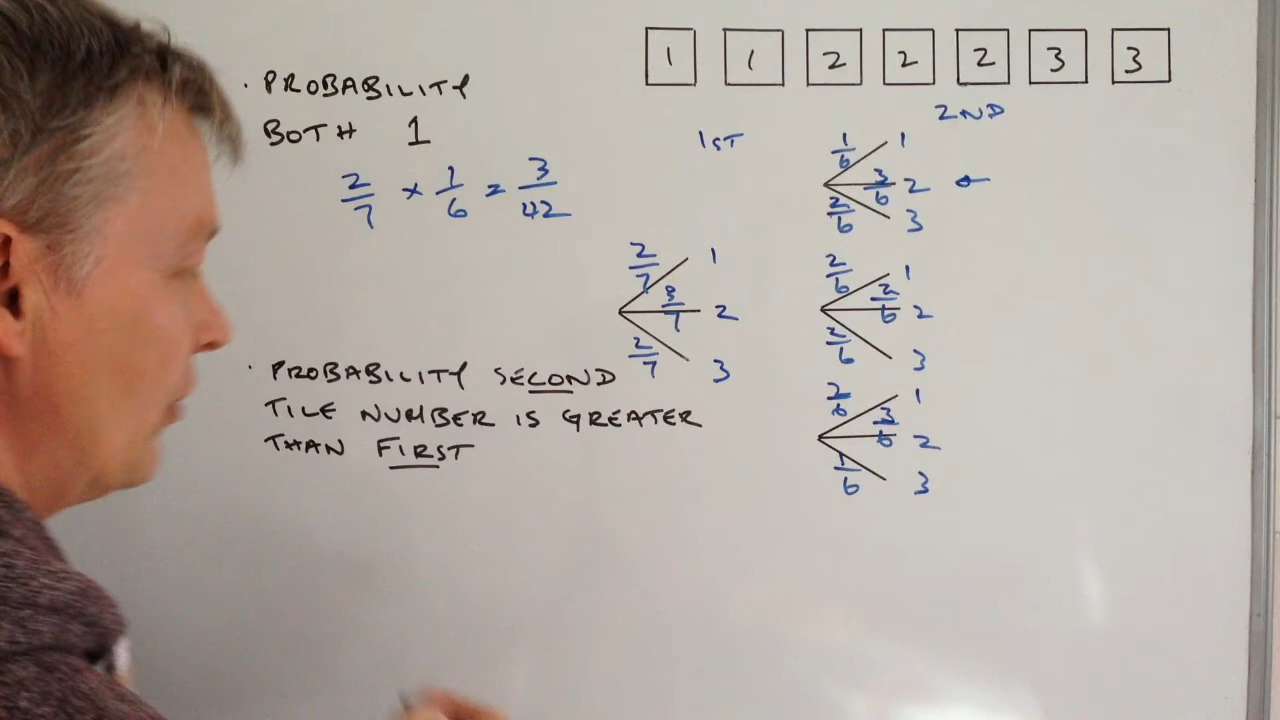 1 1 2 2 2 3 3
· PROBABILITY
BOTH 1
2/7 × 1/6 = 3/42
1ST
2ND
2/7 1
3/7 2
2/7 3
1/6 1
3/6 2
2/6 3
2/6 1
2/6 2
2/6 3
2/6 1
3/6 2
1/6 3
· PROBABILITY SECOND
TILE NUMBER IS GREATER
THAN FIRST